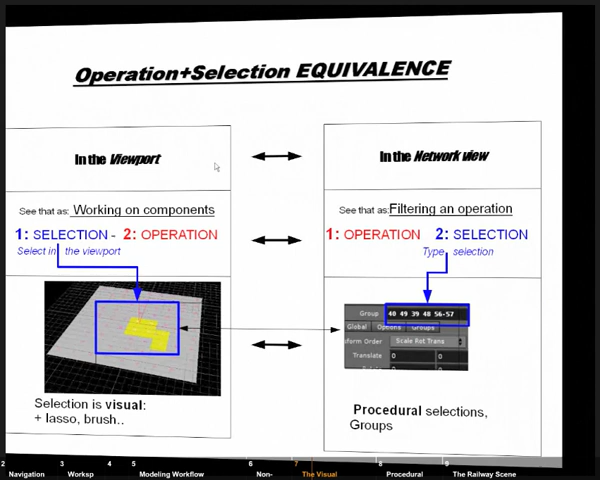 Operation+Selection EQUIVALENCE
In the Viewport
In the Network view
See that as: Working on components
See that as:Filtering an operation
1: SELECTION - 2: OPERATION
1: OPERATION 2: SELECTION
Select in the viewport
Type selection
Group 40 49 39 48 56-57
Global Options Groups
sform Order Scale Rot Trans
Translate 0 0
Selection is visual:
+ lasso, brush..
Procedural selections,
Groups
2 3 4 5 6 7 8 9
Navigation Worksp Modeling Workflow Non- The Visual Procedural The Railway Scene